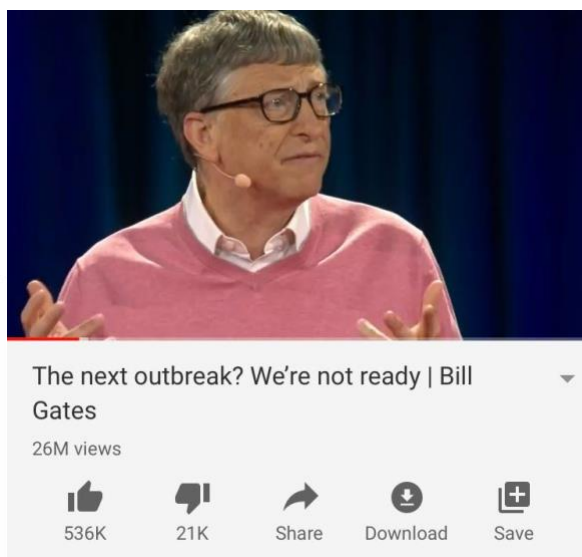 The next outbreak? We’re not ready | Bill
Gates
26M views
536K 21K Share Download Save